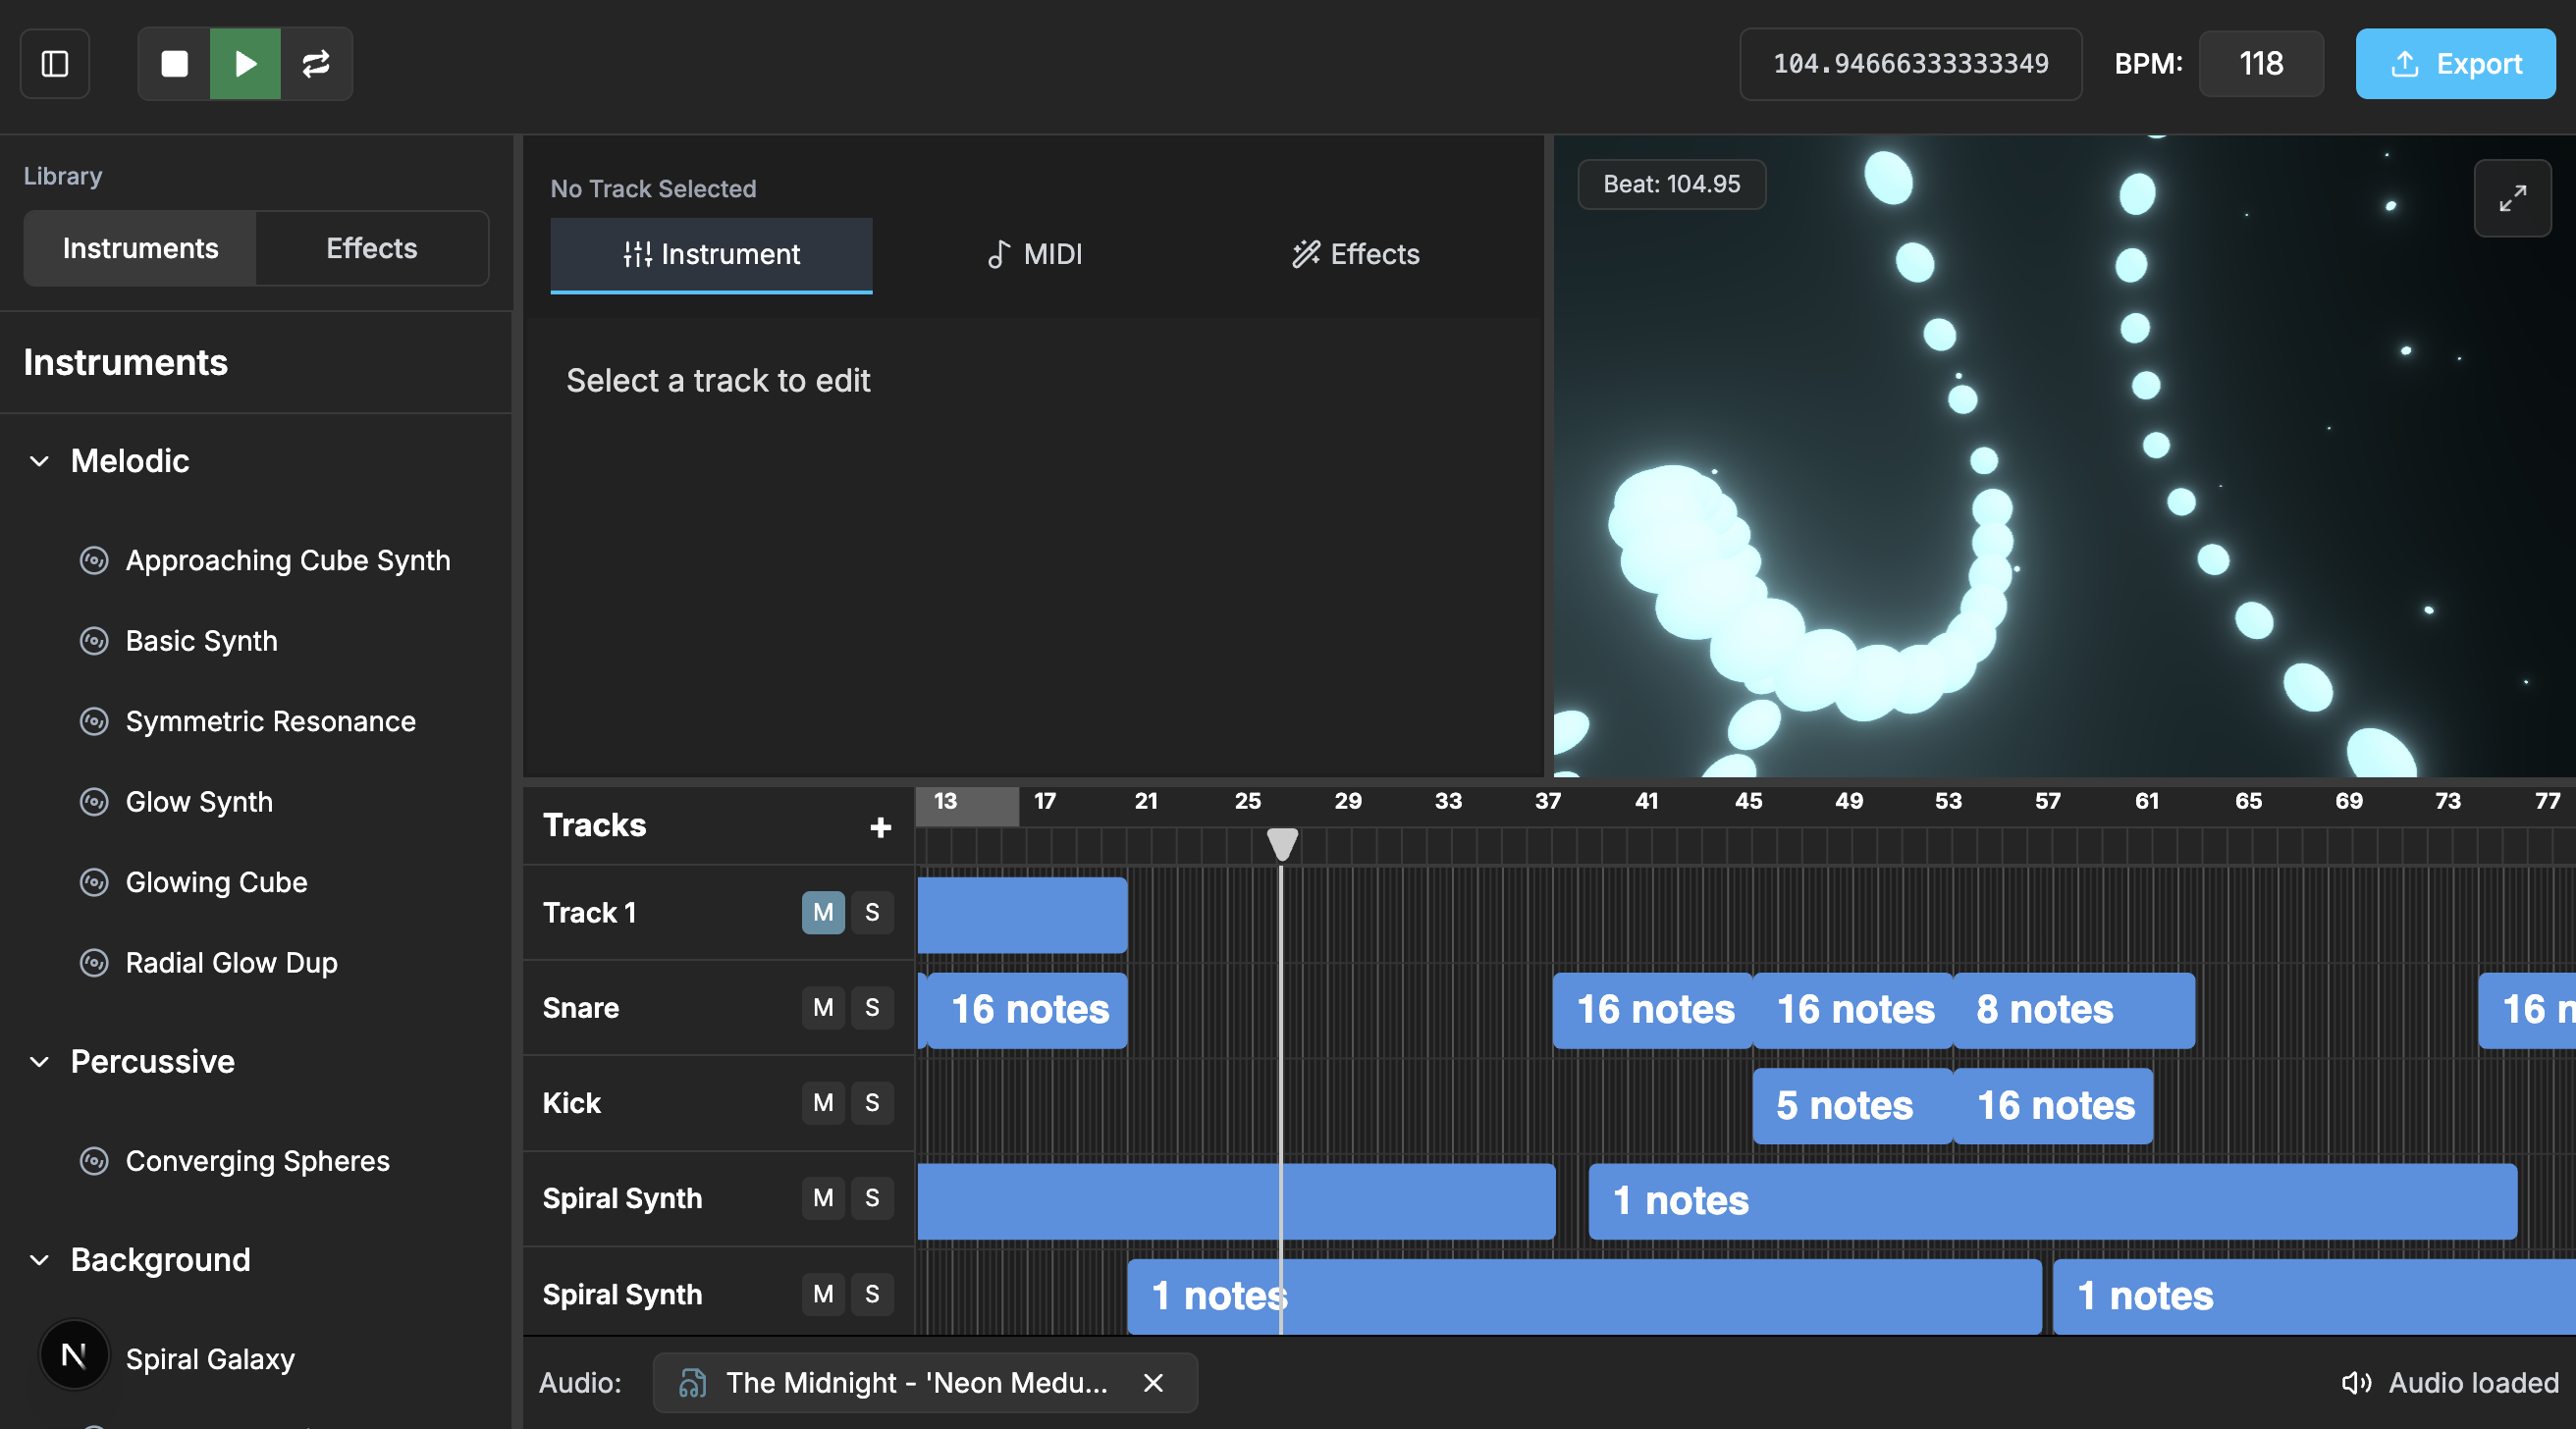 104.94666333333349
BPM: 118
Export
Library
Instruments Effects
Instruments
Melodic
Approaching Cube Synth
Basic Synth
Symmetric Resonance
Glow Synth
Glowing Cube
Radial Glow Dup
Percussive
Converging Spheres
Background
N Spiral Galaxy
No Track Selected
Instrument MIDI Effects
Select a track to edit
Beat: 104.95
Tracks +
13 17 21 25 29 33 37 41 45 49 53 57 61 65 69 73 77
Track 1 M S
Snare M S 16 notes 16 notes 16 notes 8 notes 16 n
Kick M S 5 notes 16 notes
Spiral Synth M S 1 notes
Spiral Synth M S 1 notes 1 notes
Audio: The Midnight - 'Neon Medu...
Audio loaded